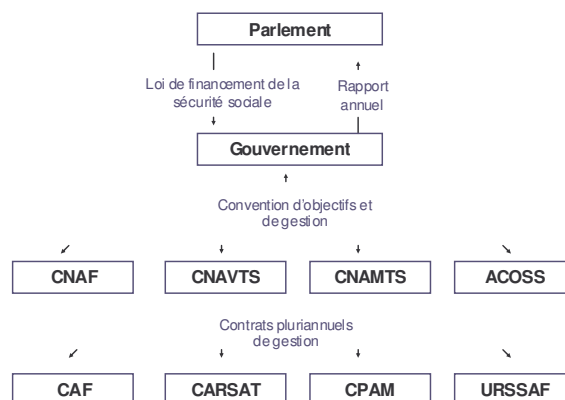 Parlement
Loi de financement de la
sécurité sociale
Rapport
annuel
Gouvernement
Convention d'objectifs et
de gestion
CNAF
CNAVTS
CNAMTS
ACOSS
Contrats pluriannuels
de gestion
CAF
CARSAT
CPAM
URSSAF